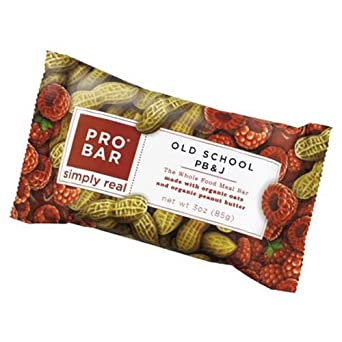 PRO®
BAR
simply real
OLD SCHOOL
PB&J
The Whole Food Meal Bar
made with organic oats
and organic peanut butter
net wt 3oz (85g)